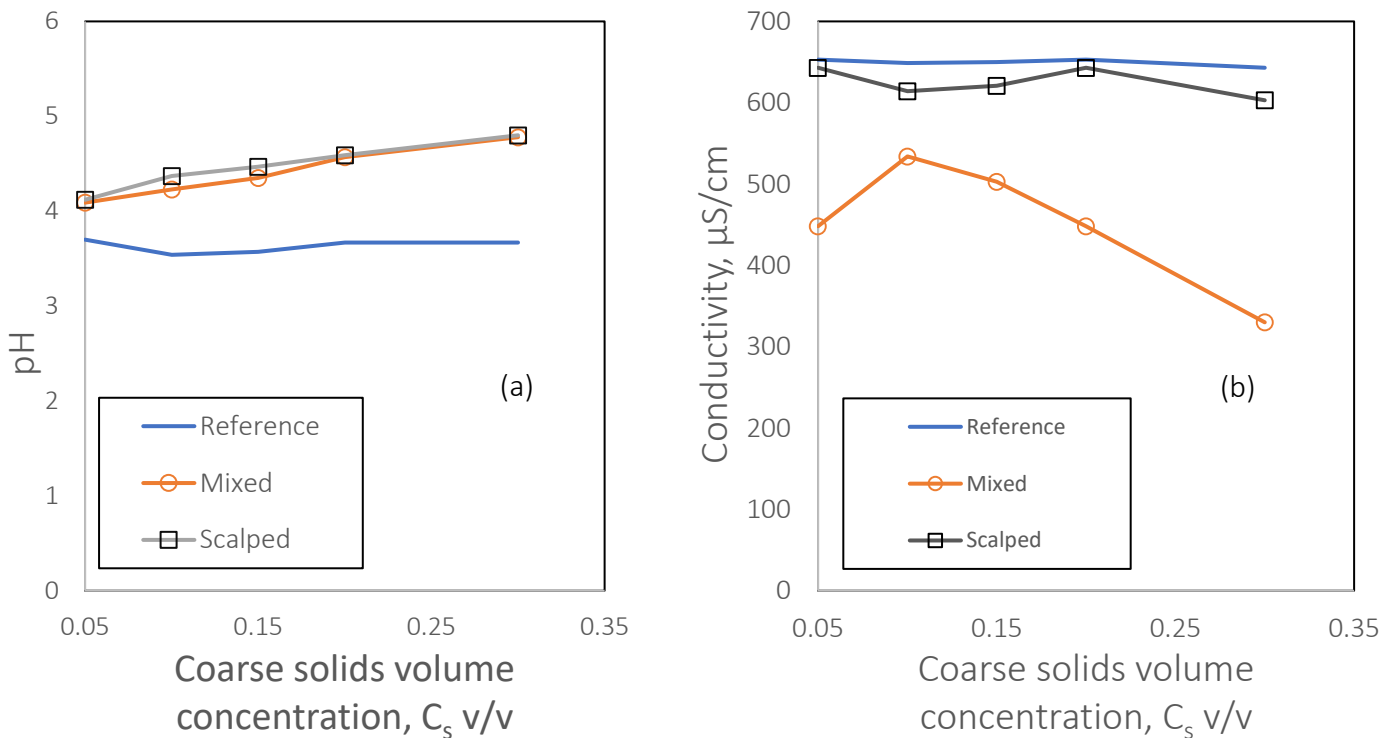 6
5
4
3
2
1
0
pH
(a)
Reference
Mixed
Scalped
0.05
0.15
0.25
0.35
Coarse solids volume
concentration, Cs v/v
700
600
500
400
300
200
100
0
Conductivity, µS/cm
(b)
Reference
Mixed
Scalped
0.05
0.15
0.25
0.35
Coarse solids volume
concentration, Cs v/v